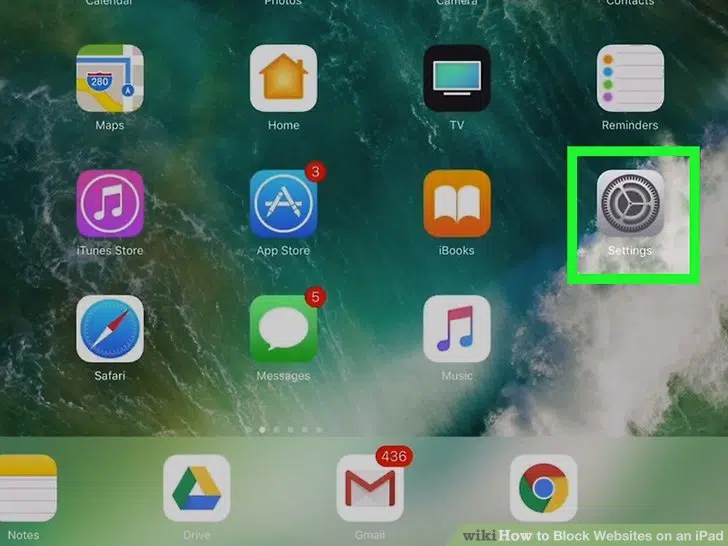 Calendar
Photos
Camera
Contacts
280
Maps
Home
TV
Reminders
3
iTunes Store
App Store
iBooks
Settings
5
Safari
Messages
Music
436
Notes
Drive
Gmail
wikiHow to Block Websites on an iPad